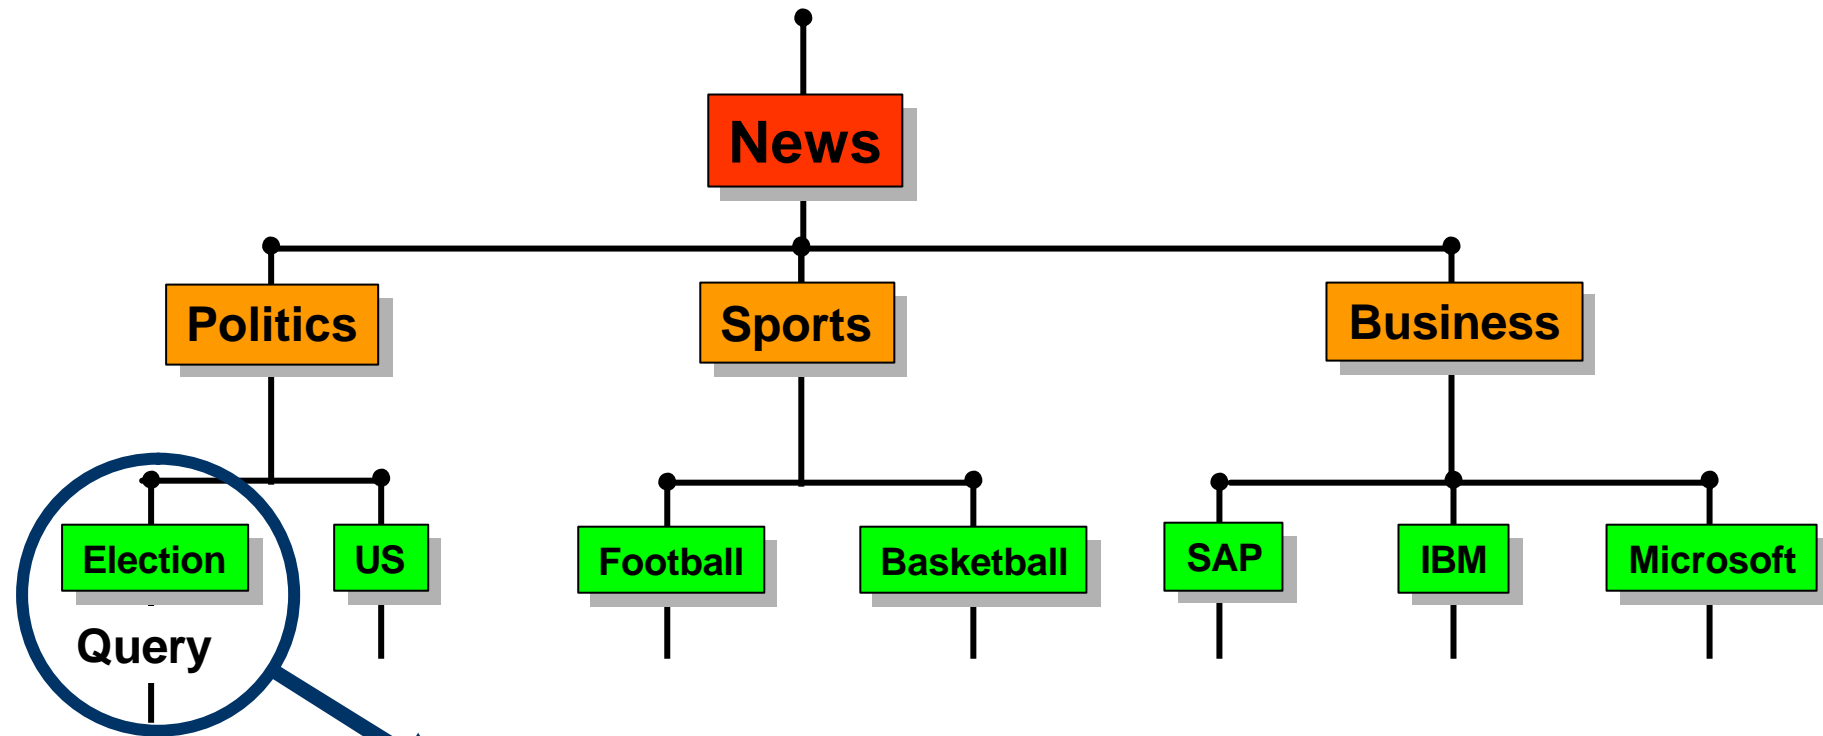 News
Politics
Sports
Business
Election
US
Football
Basketball
SAP
IBM
Microsoft
Query